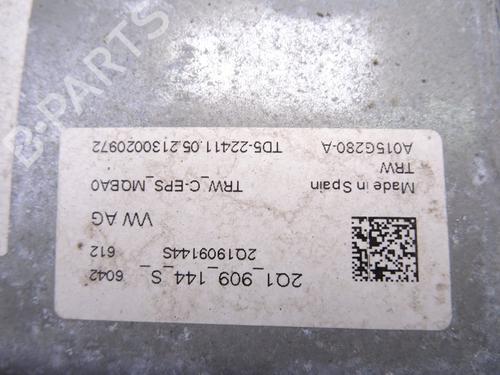 2Q1_909_144_S_ 6042
2Q1909144S 612
VW AG
TRW_C-EPS_MQBA0
Made in Spain
TRW
A015G280-A
TD5-22411.05.2130020972
B-PARTS